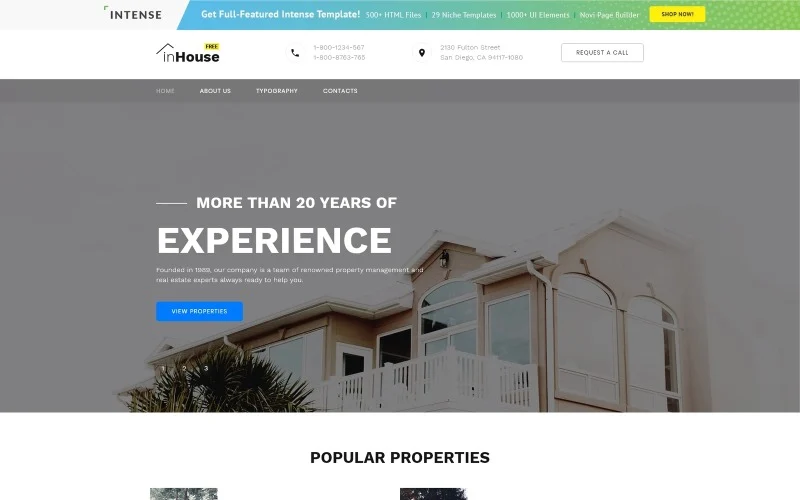 INTENSE
Get Full-Featured Intense Template! 500+ HTML Files | 29 Niche Templates | 1000+ UI Elements | Novi Page Builder
SHOP NOW!
inHouse FREE
1-800-1234-567
1-800-8763-765
2130 Fulton Street
San Diego, CA 94117-1080
REQUEST A CALL
HOME ABOUT US TYPOGRAPHY CONTACTS
MORE THAN 20 YEARS OF
EXPERIENCE
Founded in 1989, our company is a team of renowned property management and
real estate experts always ready to help you.
VIEW PROPERTIES
1 2 3
POPULAR PROPERTIES